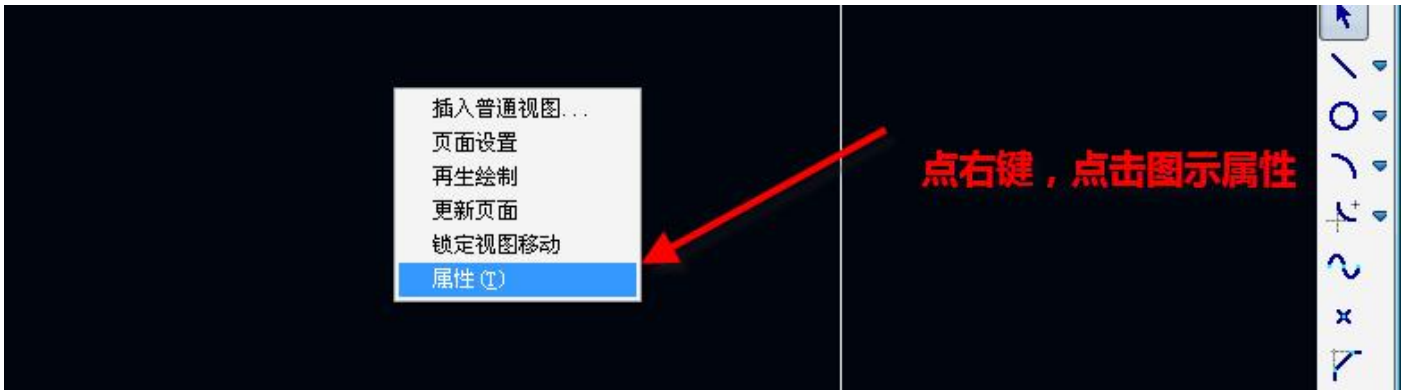 插入普通视图...
页面设置
再生绘制
点右键，点击图示属性
更新页面
锁定视图移动
属性(T)